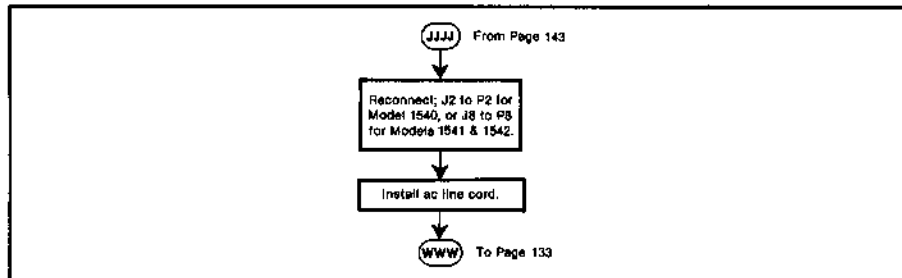 JJJJ From Page 143
Reconnect; J2 to P2 for
Model 1540, or J8 to P8
for Models 1541 & 1542.
Install ac line cord.
WWW To Page 133